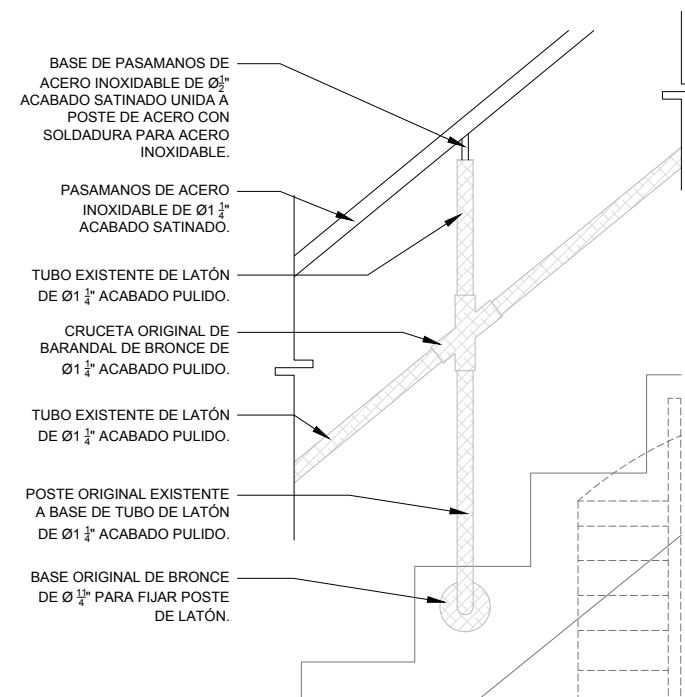 BASE DE PASAMANOS DE
ACERO INOXIDABLE DE Ø1/2"
ACABADO SATINADO UNIDA A
POSTE DE ACERO CON
SOLDADURA PARA ACERO
INOXIDABLE.
PASAMANOS DE ACERO
INOXIDABLE DE Ø1 1/4"
ACABADO SATINADO.
TUBO EXISTENTE DE LATÓN
DE Ø1 1/4" ACABADO PULIDO.
CRUCETA ORIGINAL DE
BARANDAL DE BRONCE DE
Ø1 1/4" ACABADO PULIDO.
TUBO EXISTENTE DE LATÓN
DE Ø1 1/4" ACABADO PULIDO.
POSTE ORIGINAL EXISTENTE
A BASE DE TUBO DE LATÓN
DE Ø1 1/4" ACABADO PULIDO.
BASE ORIGINAL DE BRONCE
DE Ø 11/4" PARA FIJAR POSTE
DE LATÓN.